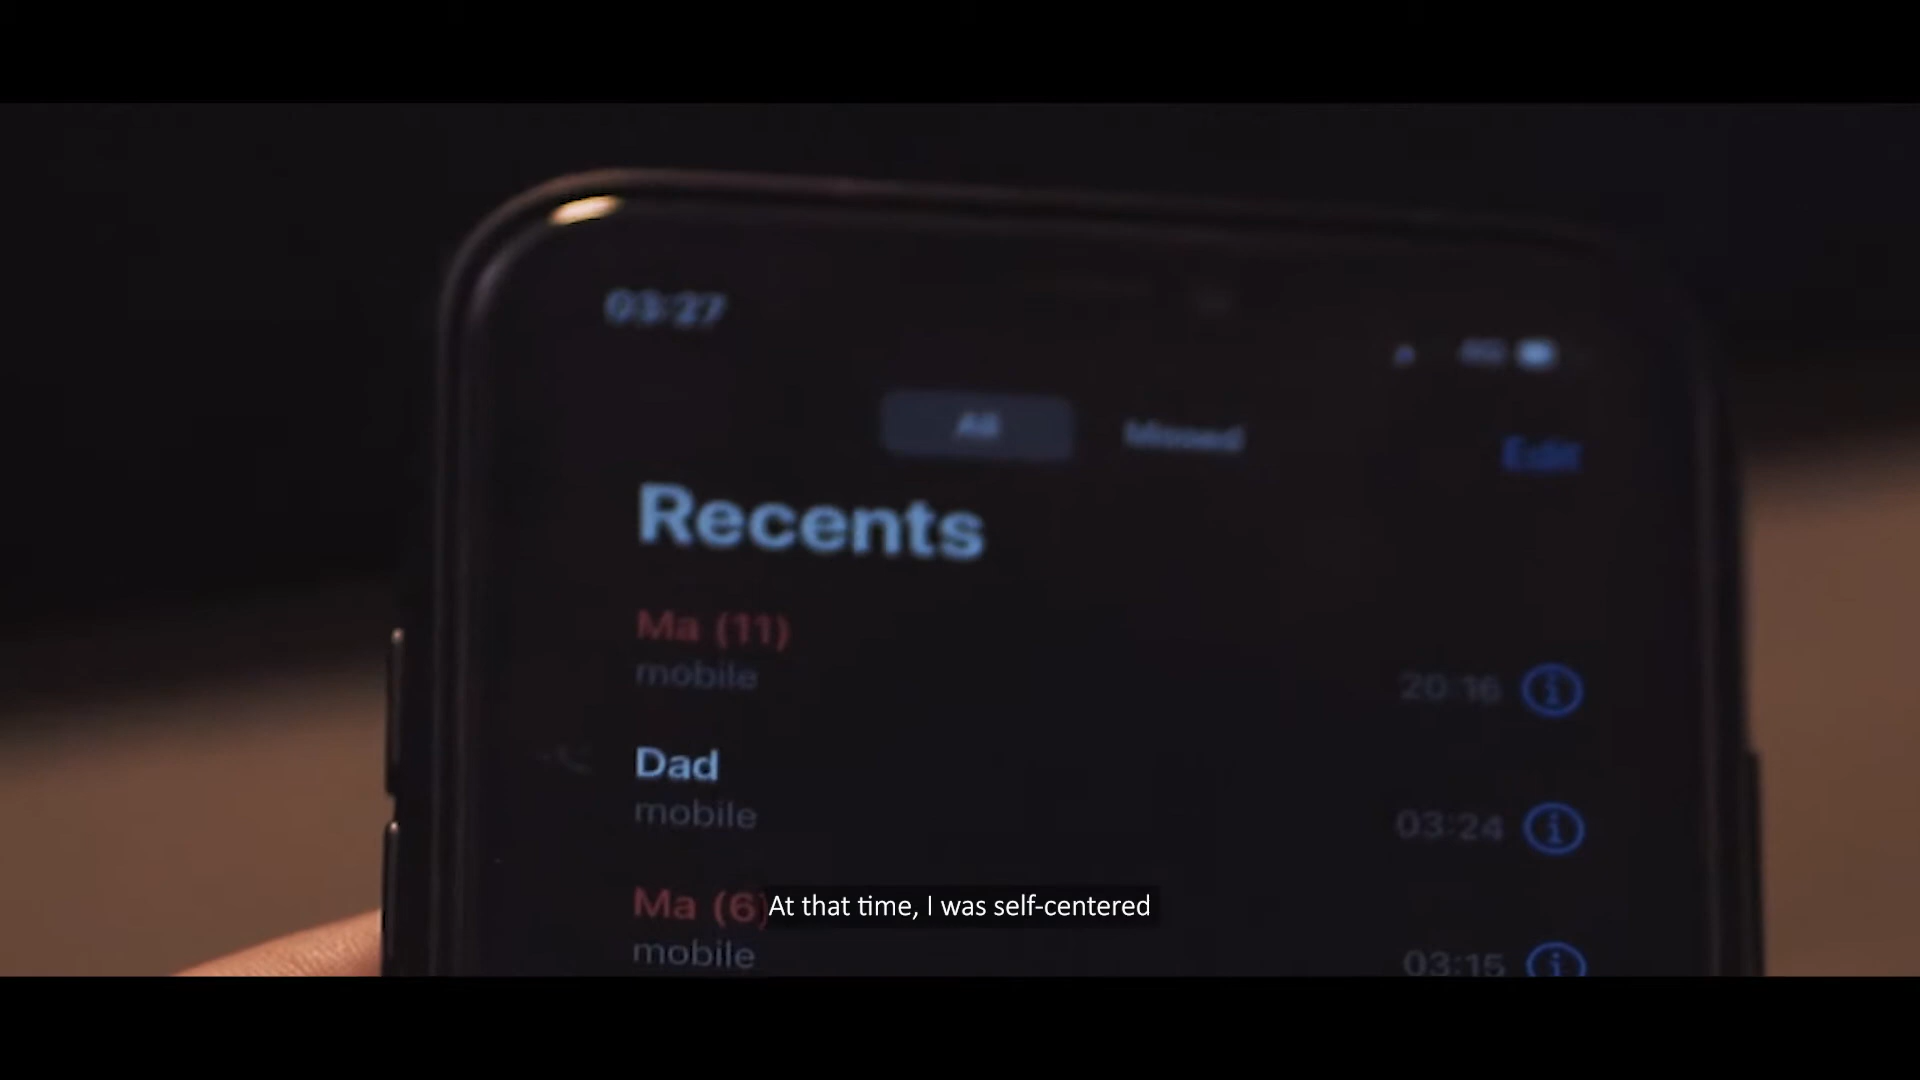 03:27
4G
All Missed
Edit
Recents
Ma (11)
mobile
20:16
Dad
mobile
03:24
Ma (6)
At that time, I was self-centered
mobile
03:15